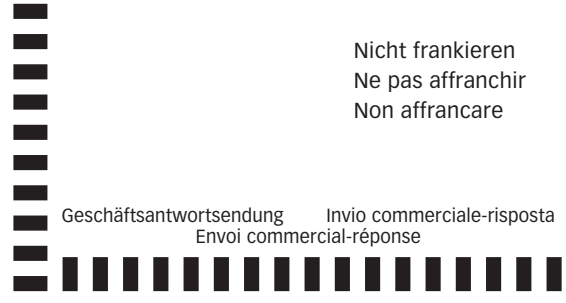 Nicht frankieren
Ne pas affranchir
Non affrancare
Geschäftsantwortsendung Invio commerciale-risposta
Envoi commercial-réponse